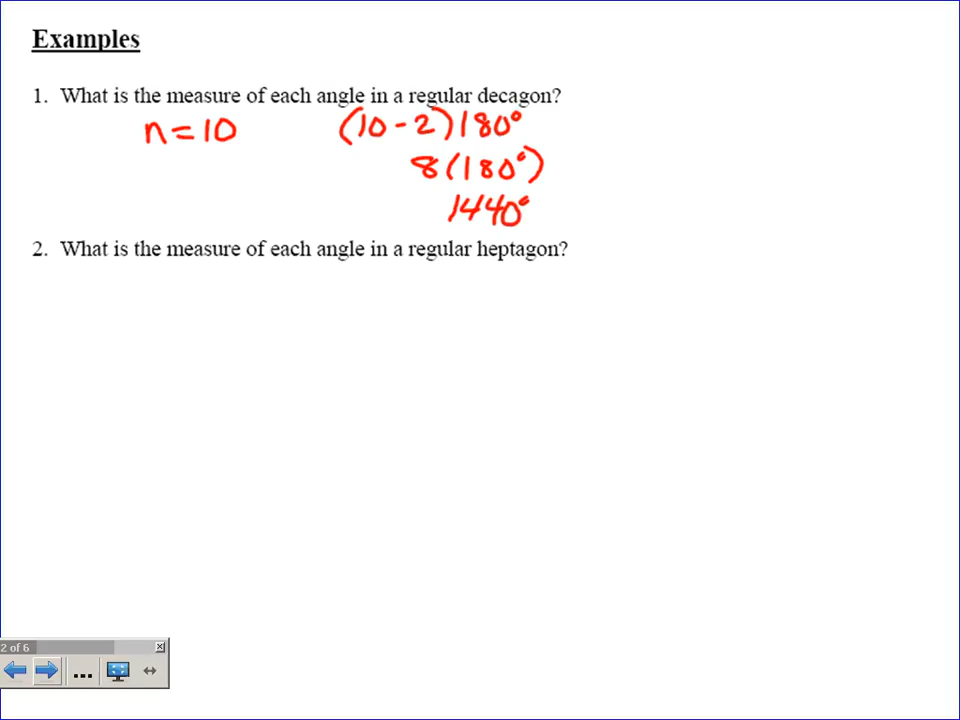 Examples
1. What is the measure of each angle in a regular decagon?
n = 10 (10 - 2) 180°
8 (180°)
1440°
2. What is the measure of each angle in a regular heptagon?
2 of 6
...